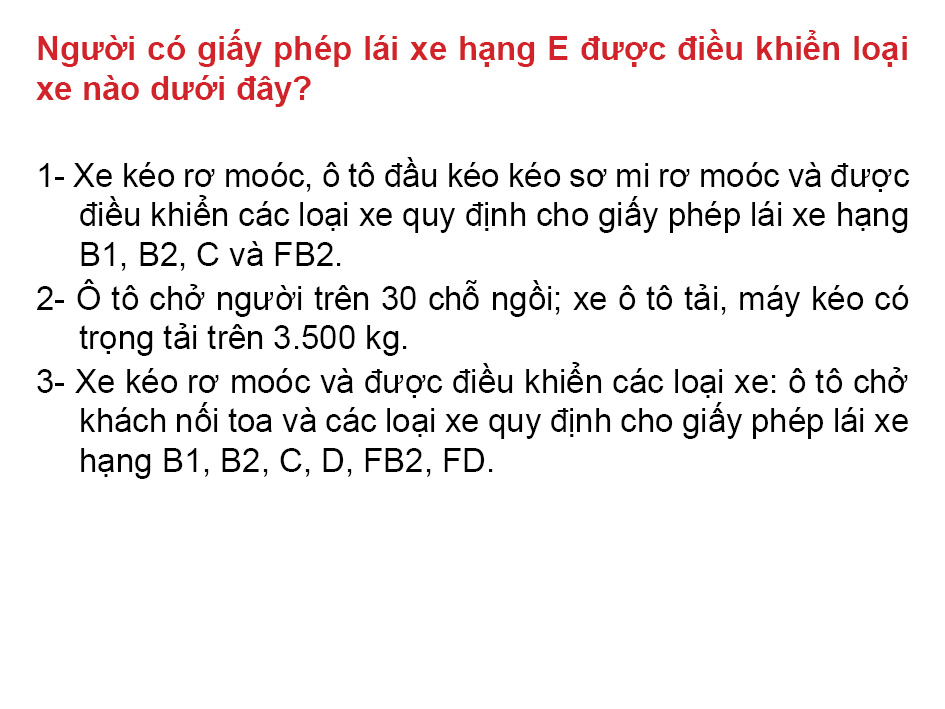 Người có giấy phép lái xe hạng E được điều khiển loại
xe nào dưới đây?
1- Xe kéo rơ moóc, ô tô đầu kéo kéo sơ mi rơ moóc và được
điều khiển các loại xe quy định cho giấy phép lái xe hạng
B1, B2, C và FB2.
2- Ô tô chở người trên 30 chỗ ngồi; xe ô tô tải, máy kéo có
trọng tải trên 3.500 kg.
3- Xe kéo rơ moóc và được điều khiển các loại xe: ô tô chở
khách nối toa và các loại xe quy định cho giấy phép lái xe
hạng B1, B2, C, D, FB2, FD.